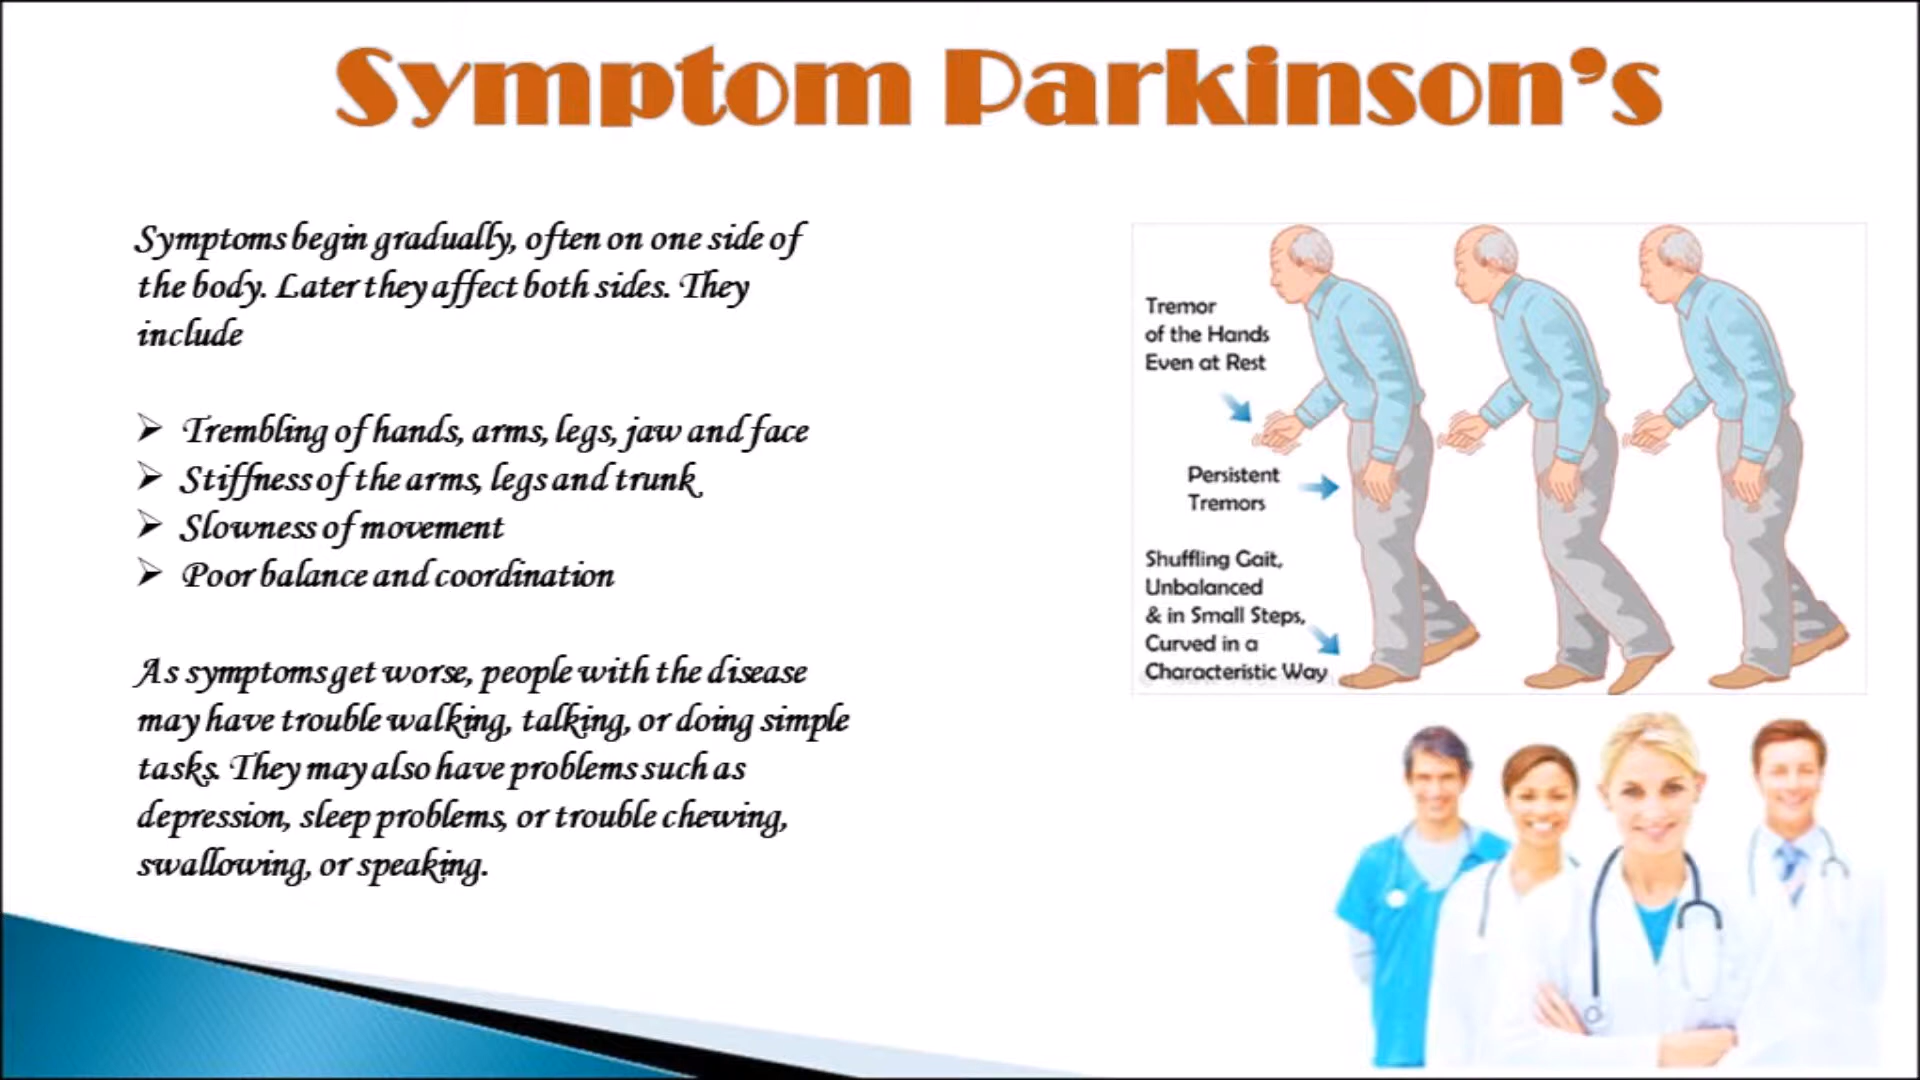 Symptom Parkinson's
Symptoms begin gradually, often on one side of
the body. Later they affect both sides. They
include
Trembling of hands, arms, legs, jaw and face
Stiffness of the arms, legs and trunk
Slowness of movement
Poor balance and coordination
As symptoms get worse, people with the disease
may have trouble walking, talking, or doing simple
tasks. They may also have problems such as
depression, sleep problems, or trouble chewing,
swallowing, or speaking.
Tremor
of the Hands
Even at Rest
Persistent
Tremors
Shuffling Gait,
Unbalanced
& in Small Steps,
Curved in a
Characteristic Way